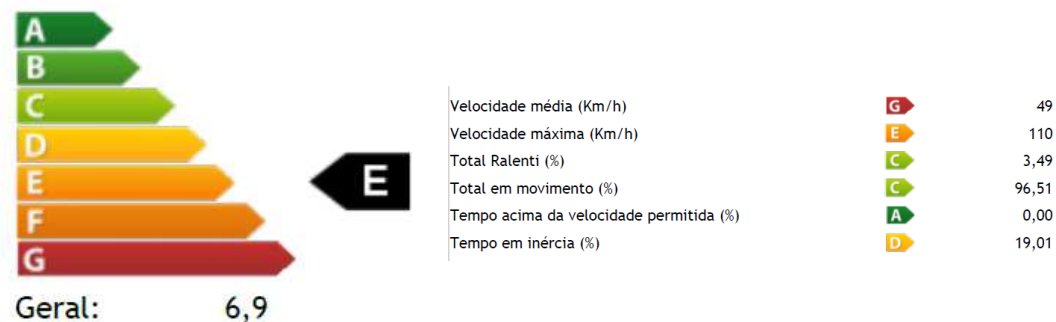 A
B
C
D
E
F
G
E
Geral: 6,9
Velocidade média (Km/h) G 49
Velocidade máxima (Km/h) E 110
Total Ralenti (%) C 3,49
Total em movimento (%) C 96,51
Tempo acima da velocidade permitida (%) A 0,00
Tempo em inércia (%) D 19,01